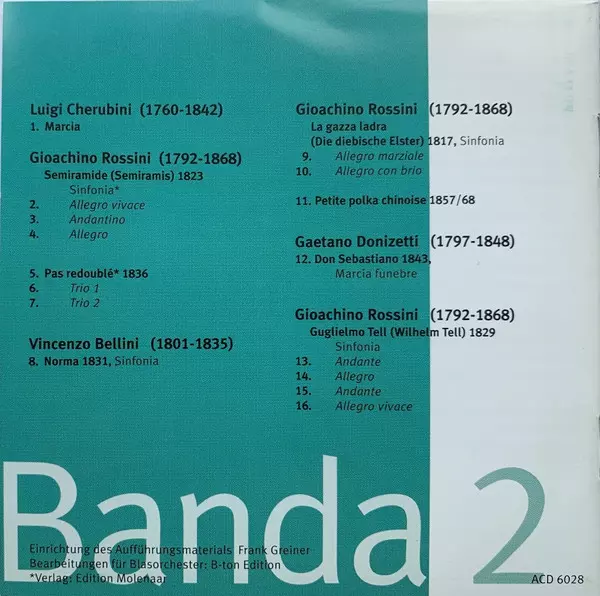 Luigi Cherubini (1760-1842)
1. Marcia
Gioachino Rossini (1792-1868)
Semiramide (Semiramis) 1823
Sinfonia*
2. Allegro vivace
3. Andantino
4. Allegro
5. Pas redoublé* 1836
6. Trio 1
7. Trio 2
Vincenzo Bellini (1801-1835)
8. Norma 1831, Sinfonia
Gioachino Rossini (1792-1868)
La gazza ladra
(Die diebische Elster) 1817, Sinfonia
9. Allegro marziale
10. Allegro con brio
11. Petite polka chinoise 1857/68
Gaetano Donizetti (1797-1848)
12. Don Sebastiano 1843,
Marcia funebre
Gioachino Rossini (1792-1868)
Guglielmo Tell (Wilhelm Tell) 1829
Sinfonia
13. Andante
14. Allegro
15. Andante
16. Allegro vivace
Banda 2
Einrichtung des Aufführungsmaterials Frank Greiner
Bearbeitungen für Blasorchester: B-ton Edition
*Verlag: Edition Molenaar
ACD 6028